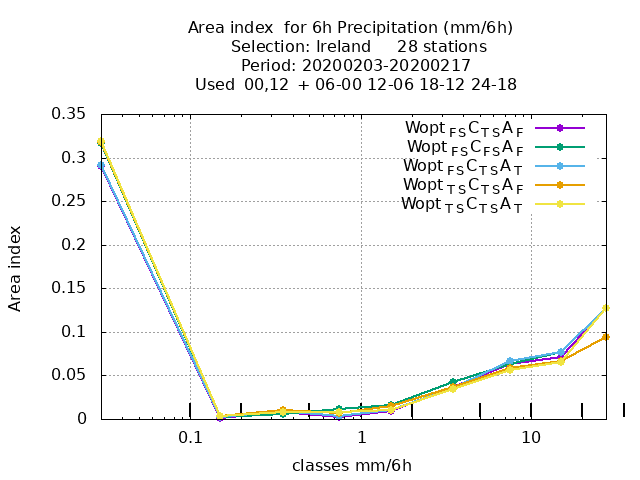 Area index  for 6h Precipitation (mm/6h)
Selection: Ireland     28 stations
Period: 20200203-20200217
Used  00,12  + 06-00 12-06 18-12 24-18
0.35
0.3
0.25
0.2
0.15
0.1
0.05
0
Area index
Wopt FS C TS A F
Wopt FS C FS A F
Wopt FS C TS A T
Wopt TS C TS A F
Wopt TS C TS A T
0.1 1 10
classes mm/6h